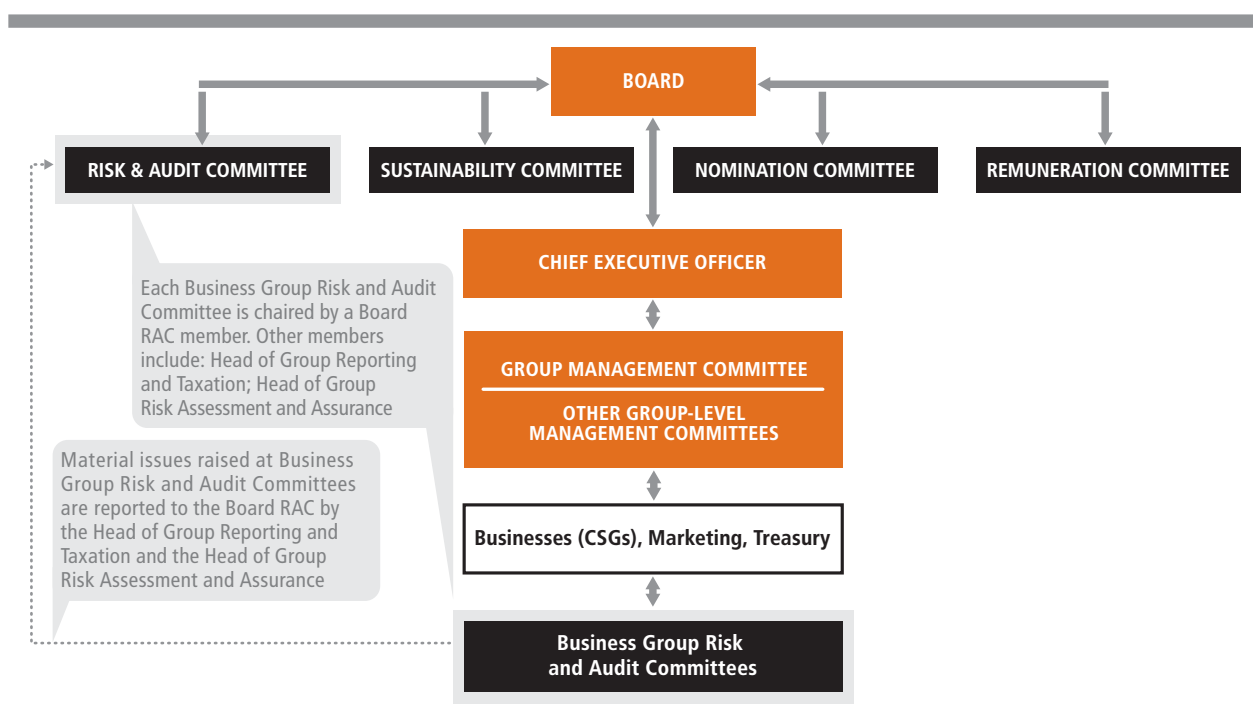 BOARD
RISK & AUDIT COMMITTEE
SUSTAINABILITY COMMITTEE
NOMINATION COMMITTEE
REMUNERATION COMMITTEE
CHIEF EXECUTIVE OFFICER
Each Business Group Risk and Audit
Committee is chaired by a Board
RAC member. Other members
include: Head of Group Reporting
and Taxation; Head of Group
Risk Assessment and Assurance
GROUP MANAGEMENT COMMITTEE
OTHER GROUP-LEVEL
MANAGEMENT COMMITTEES
Material issues raised at Business
Group Risk and Audit Committees
are reported to the Board RAC by
the Head of Group Reporting and
Taxation and the Head of Group
Risk Assessment and Assurance
Businesses (CSGs), Marketing, Treasury
Business Group Risk
and Audit Committees